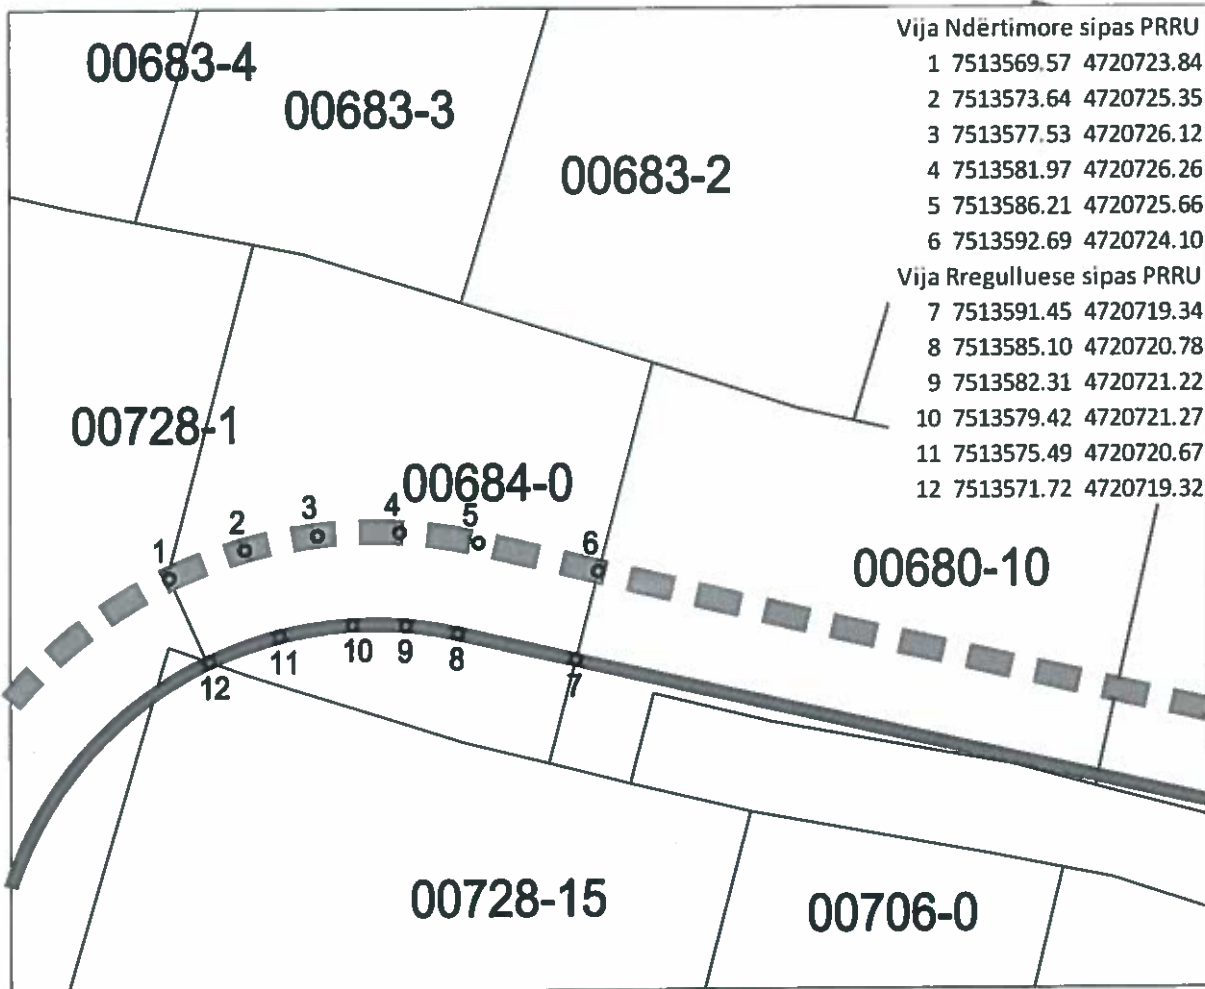 Vija Ndërtimore sipas PRRU
1 7513569.57 4720723.84
2 7513573.64 4720725.35
3 7513577.53 4720726.12
4 7513581.97 4720726.26
5 7513586.21 4720725.66
6 7513592.69 4720724.10
Vija Rregulluese sipas PRRU
7 7513591.45 4720719.34
8 7513585.10 4720720.78
9 7513582.31 4720721.22
10 7513579.42 4720721.27
11 7513575.49 4720720.67
12 7513571.72 4720719.32
00683-4
00683-3
00683-2
00728-1
00684-0
00680-10
1
2
3
4
5
6
7
8
9
10
11
12
00728-15
00706-0